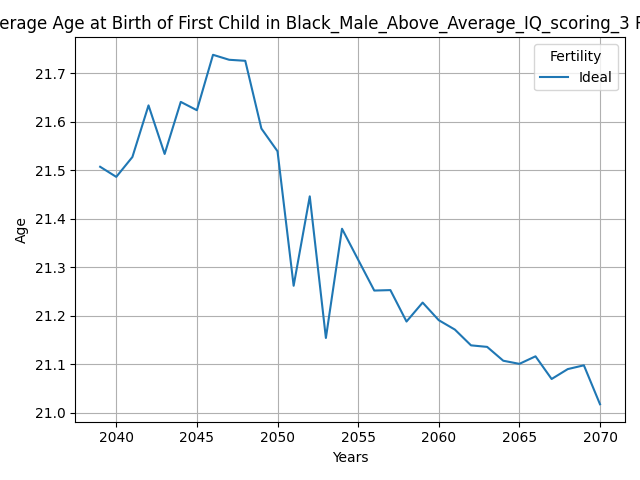 erage Age at Birth of First Child in Black_Male_Above_Average_IQ_scoring_3
Fertility
Ideal
21.7
21.6
21.5
21.4
21.3
21.2
21.1
21.0
Age
2040 2045 2050 2055 2060 2065 2070
Years